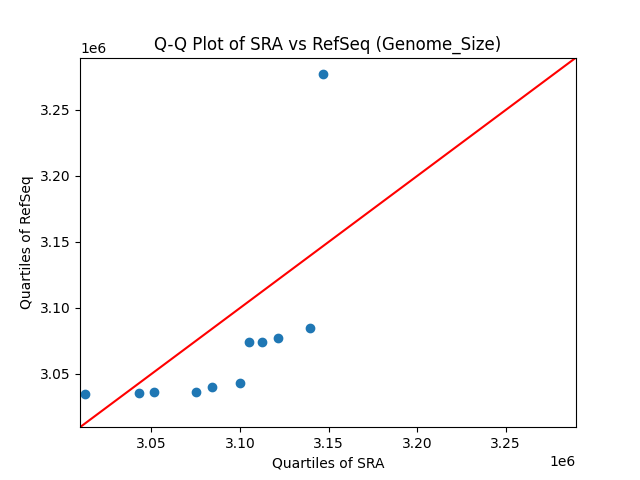 Q-Q Plot of SRA vs RefSeq (Genome_Size)
1e6
3.25
3.20
3.15
3.10
3.05
Quartiles of RefSeq
3.05 3.10 3.15 3.20 3.25
Quartiles of SRA
1e6